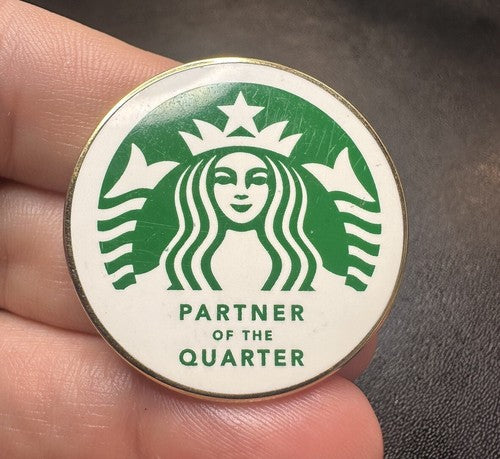 PARTNER
OF THE
QUARTER